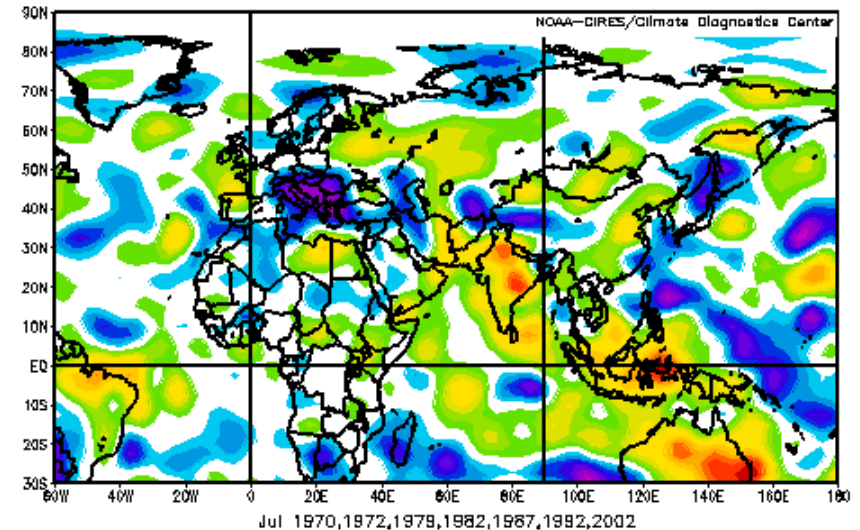 90N
NOAA-CIRES/Climate Diagnostics Center
80N
70N
60N
50N
40N
30N
20N
10N
EQ
10S
20S
30S
60W 40W 20W 0 20E 40E 60E 80E 100E 120E 140E 160E 180
Jul 1970,1972,1979,1982,1987,1992,2002